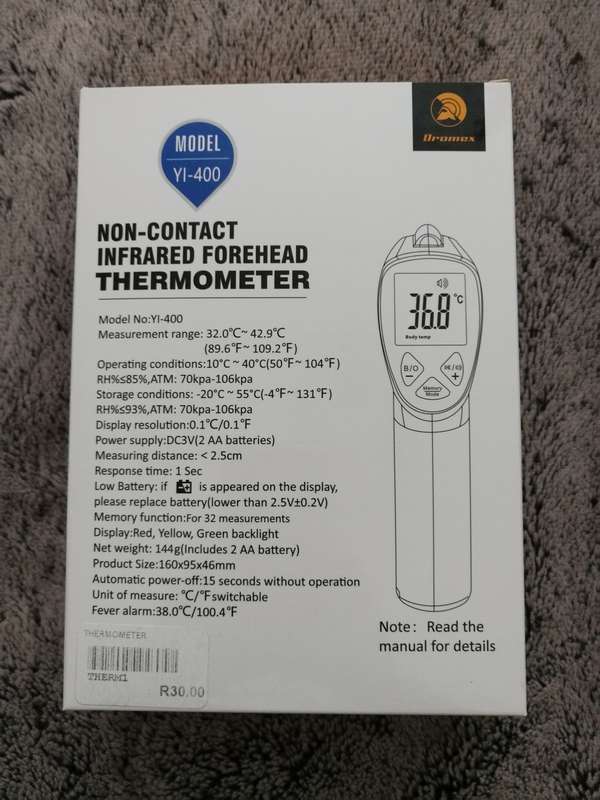 MODEL
YI-400
Dromex
NON-CONTACT
INFRARED FOREHEAD
THERMOMETER
Model No:YI-400
Measurement range: 32.0℃~ 42.9℃
(89.6℉~ 109.2℉)
Operating conditions:10°C ~ 40℃(50℉~ 104℉)
RH%≤85%,ATM: 70kpa-106kpa
Storage conditions: -20℃ ~ 55℃(-4℉~ 131℉)
RH%≤93%,ATM: 70kpa-106kpa
Display resolution:0.1℃/0.1℉
Power supply:DC3V(2 AA batteries)
Measuring distance: < 2.5cm
Response time: 1 Sec
Low Battery: if is appeared on the display,
please replace battery(lower than 2.5V±0.2V)
Memory function:For 32 measurements
Display:Red, Yellow, Green backlight
Net weight: 144g(Includes 2 AA battery)
Product Size:160x95x46mm
Automatic power-off:15 seconds without operation
Unit of measure: ℃/℉switchable
Fever alarm:38.0℃/100.4℉
36.8 ℃
Body temp
B/O
−
+
Memory
Mode
Note: Read the
manual for details
THERMOMETER
THERM1
R30.00